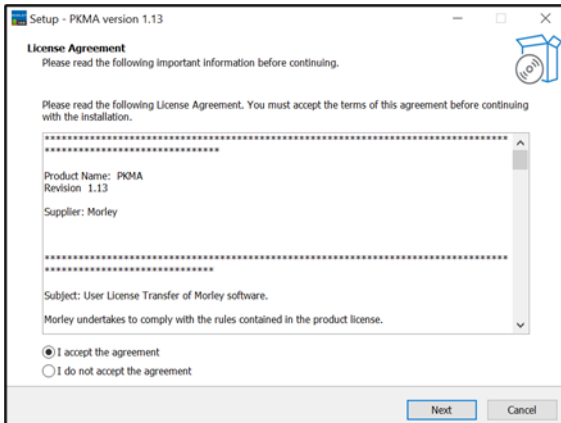 Setup - PKMA version 1.13
License Agreement
Please read the following important information before continuing.
Please read the following License Agreement. You must accept the terms of this agreement before continuing
with the installation.
************************************************************************************
********************************
Product Name:  PKMA
Revision  1.13
Supplier: Morley
************************************************************************************
*******************************
Subject: User License Transfer of Morley software.
Morley undertakes to comply with the rules contained in the product license.
I accept the agreement
I do not accept the agreement
Next
Cancel